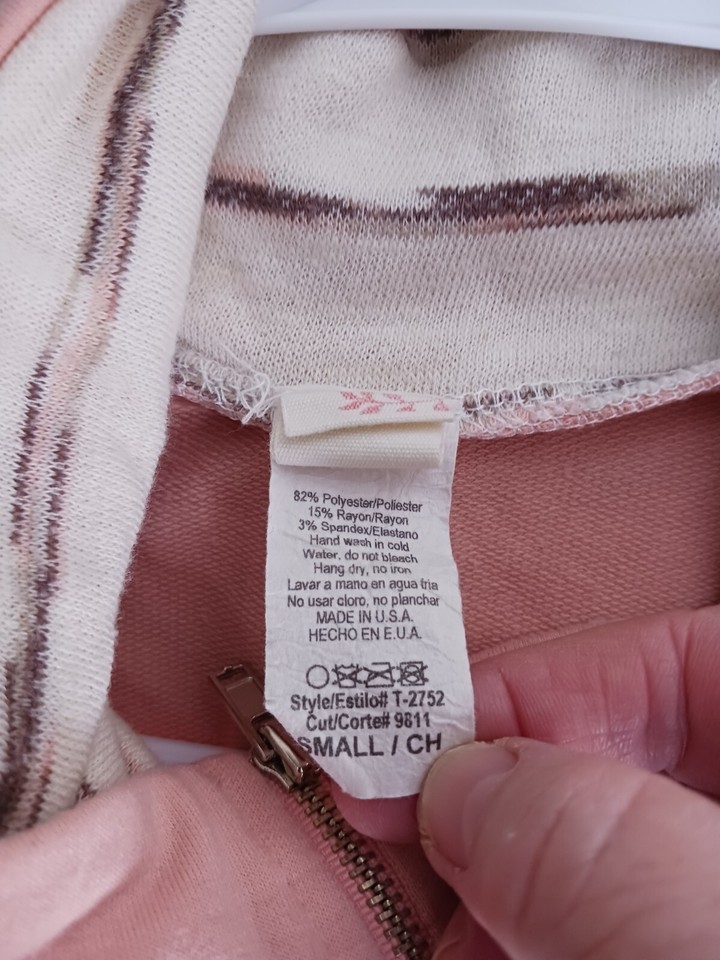 82% Polyester/Poliester
15% Rayon/Rayon
3% Spandex/Elastano
Hand wash in cold
Water, do not bleach
Hang dry, no iron
Lavar a mano en agua fria
No usar cloro, no planchar
MADE IN U.S.A.
HECHO EN E.U.A.
Style/Estilo# T-2752
Cut/Corte# 9811
SMALL / CH